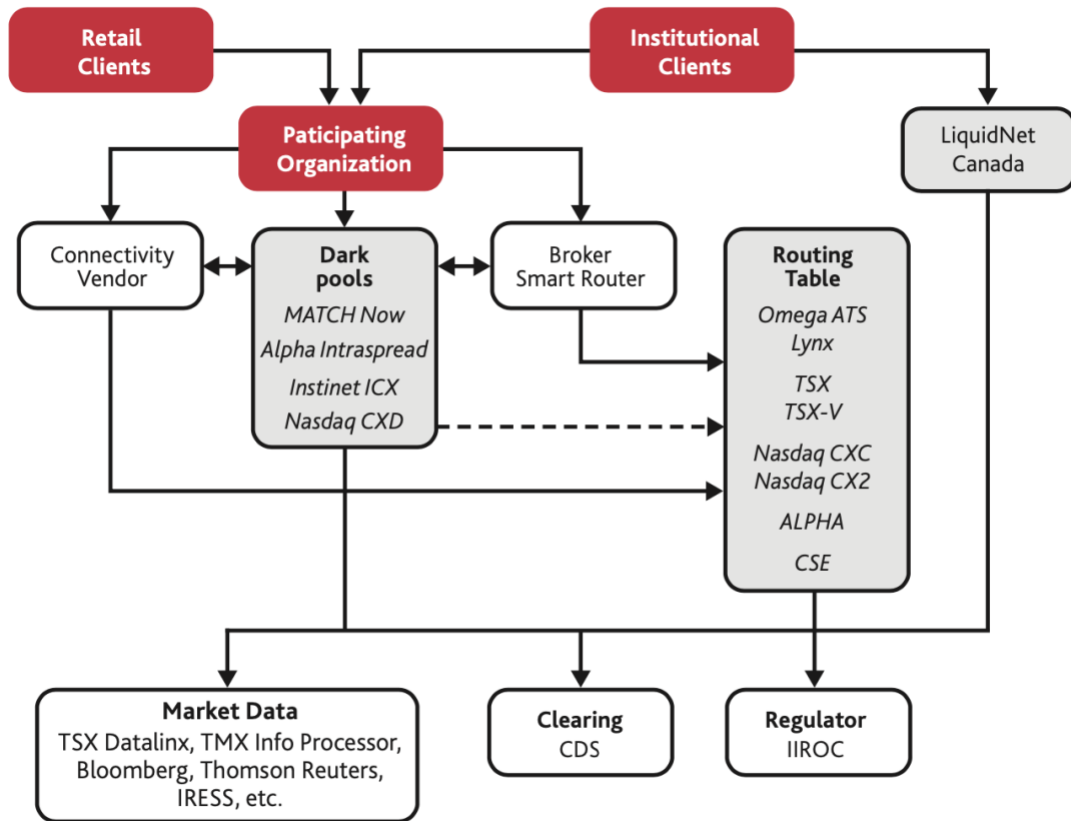 Retail
Clients
Institutional
Clients
Paticipating
Organization
LiquidNet
Canada
Connectivity
Vendor
Dark
pools
MATCH Now
Alpha Intraspread
Instinet ICX
Nasdaq CXD
Broker
Smart Router
Routing
Table
Omega ATS
Lynx
TSX
TSX-V
Nasdaq CXC
Nasdaq CX2
ALPHA
CSE
Market Data
TSX Datalinx, TMX Info Processor,
Bloomberg, Thomson Reuters,
IRESS, etc.
Clearing
CDS
Regulator
IIROC